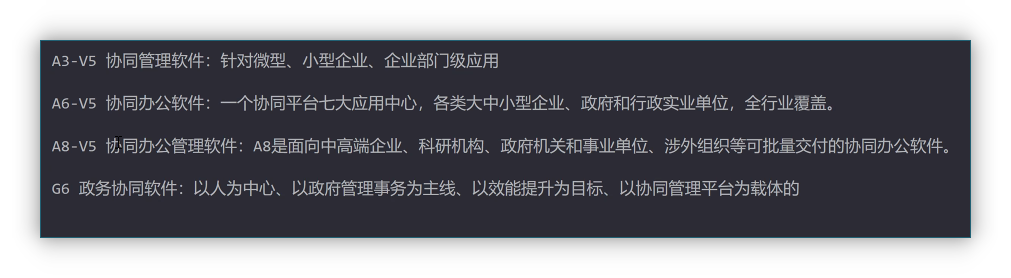 A3-V5 协同管理软件：针对微型、小型企业、企业部门级应用
A6-V5 协同办公软件：一个协同平台七大应用中心，各类大中小型企业、政府和行政实业单位，全行业覆盖。
A8-V5 协同办公管理软件：A8是面向中高端企业、科研机构、政府机关和事业单位、涉外组织等可批量交付的协同办公软件。
G6 政务协同软件：以人为中心、以政府管理事务为主线、以效能提升为目标、以协同管理平台为载体的